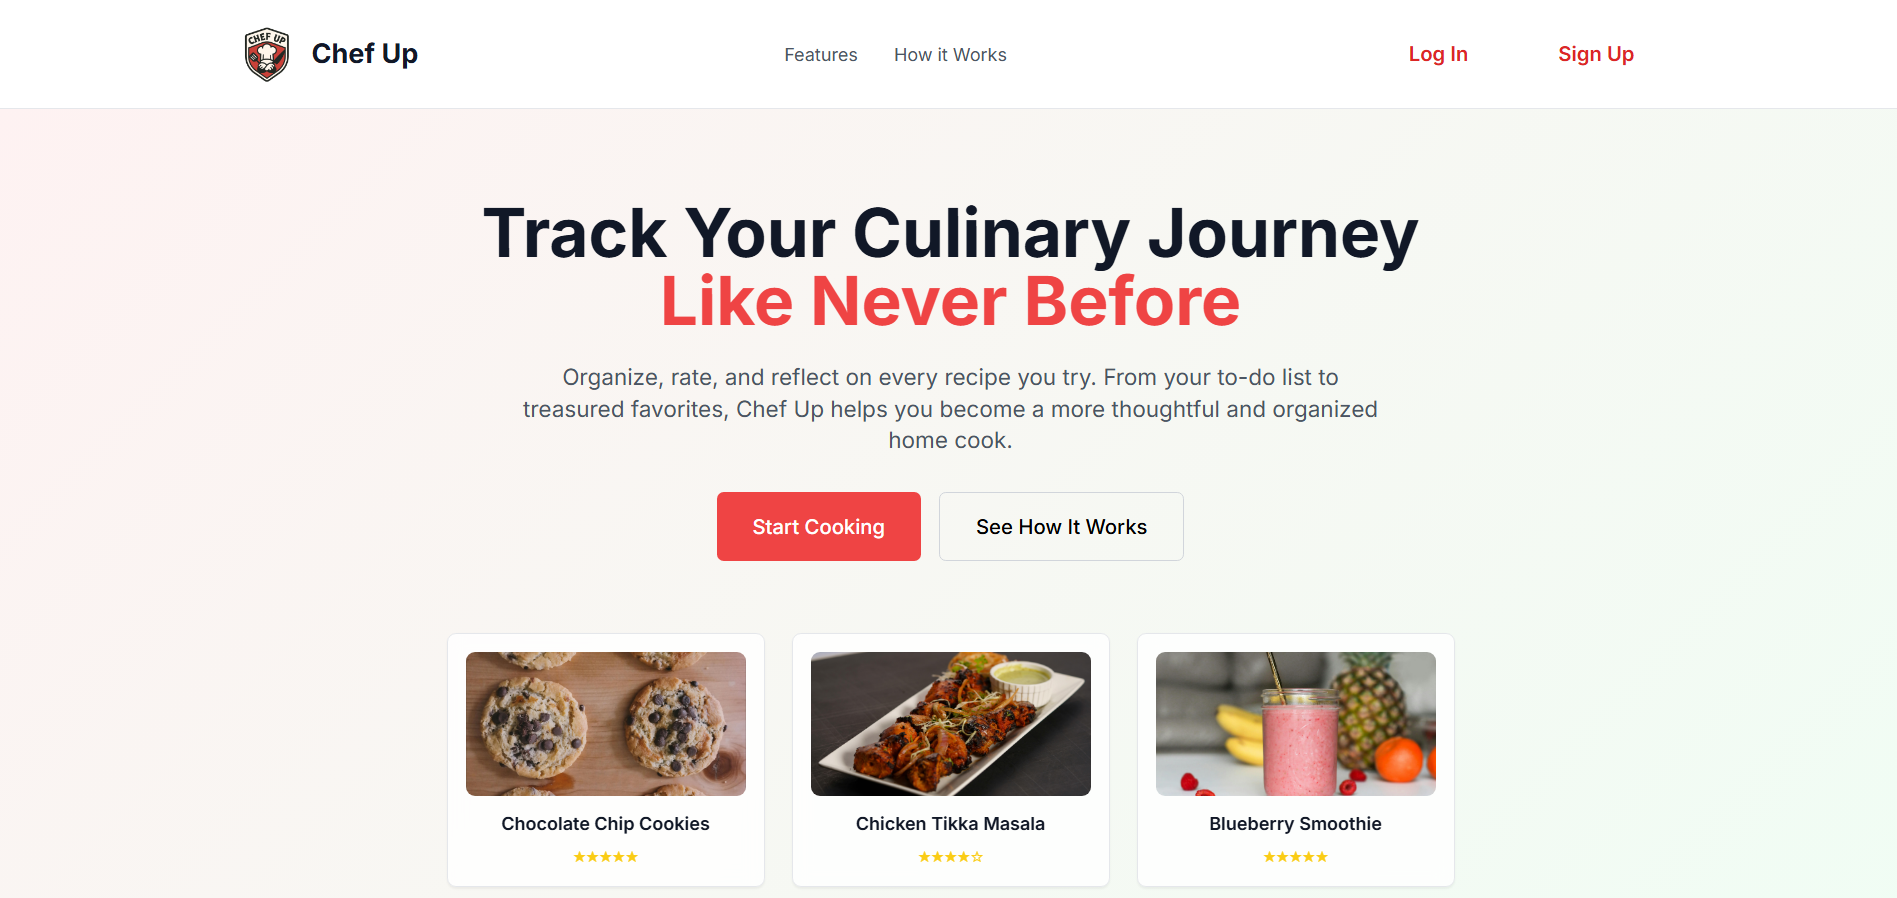 CHEF UP
Chef Up
Features
How it Works
Log In
Sign Up
Track Your Culinary Journey
Like Never Before
Organize, rate, and reflect on every recipe you try. From your to-do list to
treasured favorites, Chef Up helps you become a more thoughtful and organized
home cook.
Start Cooking
See How It Works
Chocolate Chip Cookies
★★★★★
Chicken Tikka Masala
★★★★☆
Blueberry Smoothie
★★★★★